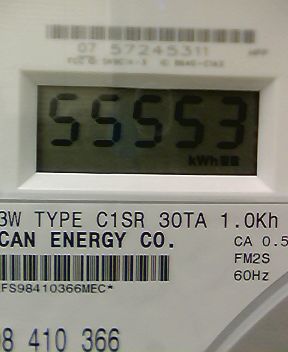 07 57245311
55553
kWh
3W TYPE C1SR 30TA 1.0Kh
CAN ENERGY CO.
CA 0.5
FM2S
60Hz
FS98410366MEC*
98 410 366